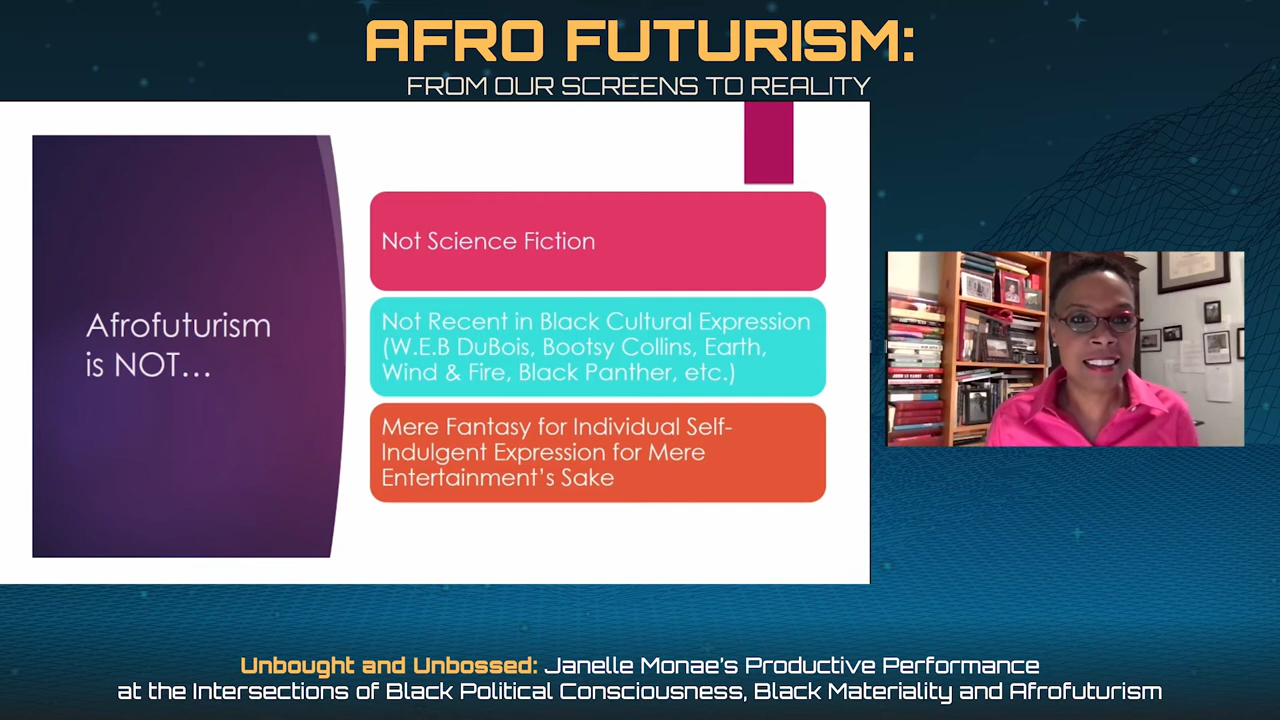 AFRO FUTURISM:
FROM OUR SCREENS TO REALITY
Afrofuturism
is NOT...
Not Science Fiction
Not Recent in Black Cultural Expression
(W.E.B DuBois, Bootsy Collins, Earth,
Wind & Fire, Black Panther, etc.)
Mere Fantasy for Individual Self-
Indulgent Expression for Mere
Entertainment's Sake
Unbought and Unbossed: Janelle Monae's Productive Performance
at the Intersections of Black Political Consciousness, Black Materiality and Afrofuturism